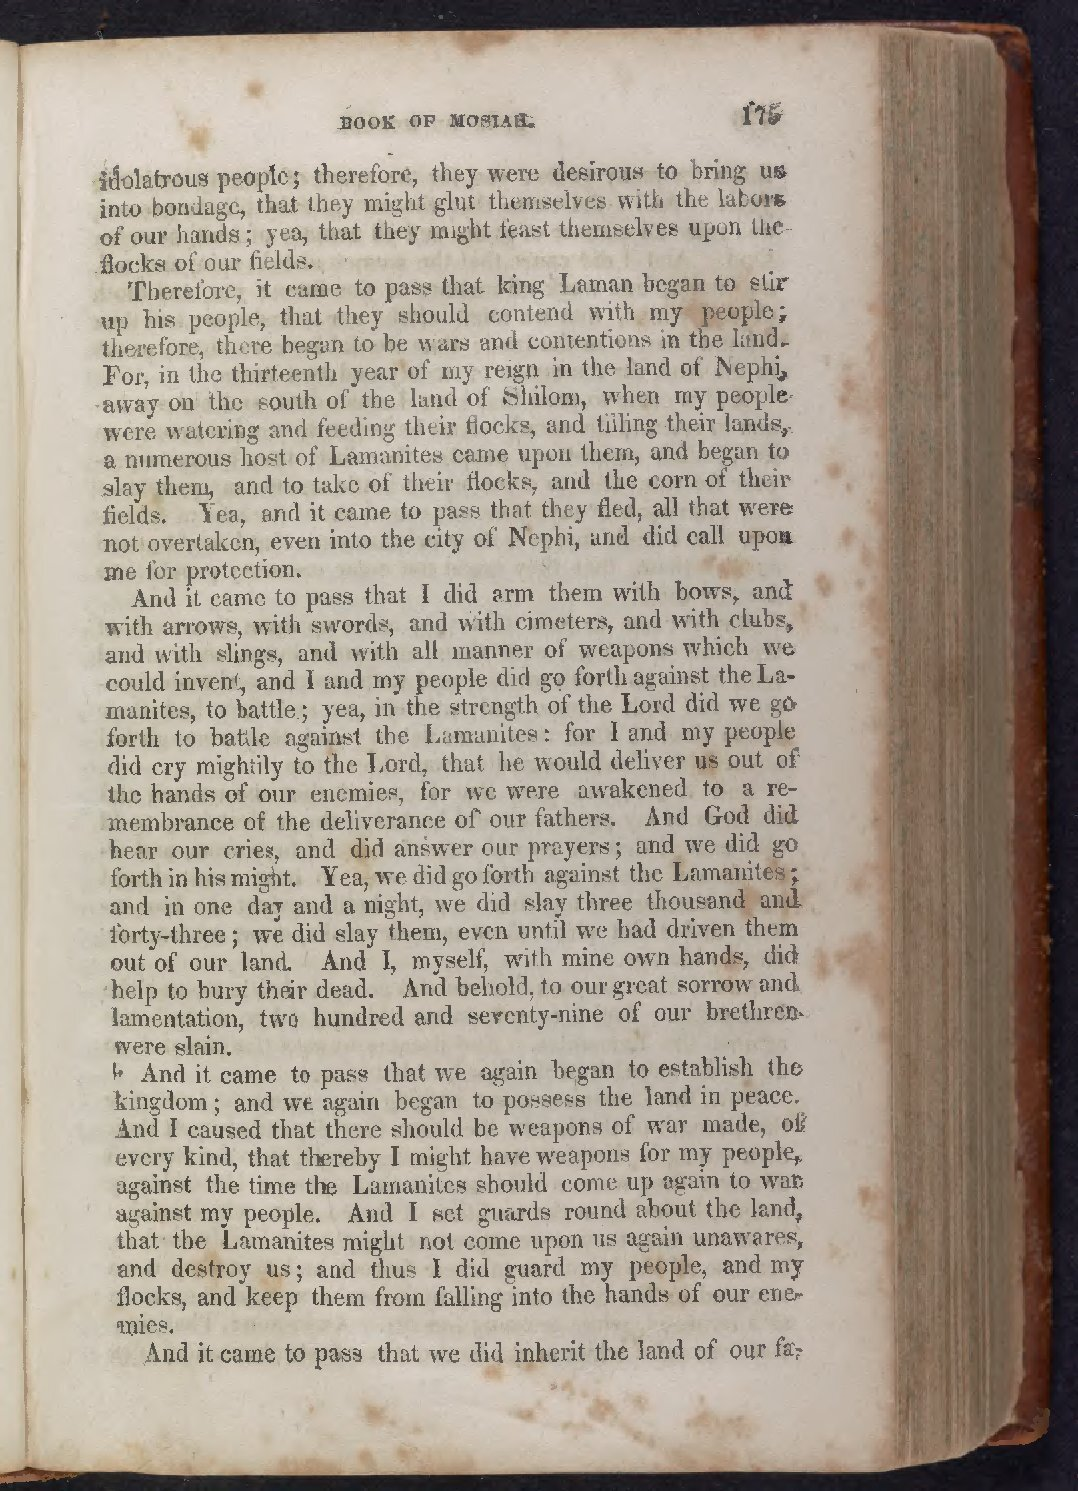 BOOK OF MOSIAH. 175
idolatrous people; therefore, they were desirous to bring us
into bondage, that they might glut themselves with the labors
of our hands; yea, that they might feast themselves upon the
flocks of our fields.
Therefore, it came to pass that king Laman began to stir
up his people, that they should contend with my people;
therefore, there began to be wars and contentions in the land.
For, in the thirteenth year of my reign in the land of Nephi,
away on the south of the land of Shilom, when my people
were watering and feeding their flocks, and tilling their lands,
a numerous host of Lamanites came upon them, and began to
slay them, and to take of their flocks, and the corn of their
fields. Yea, and it came to pass that they fled, all that were
not overtaken, even into the city of Nephi, and did call upon
me for protection.
And it came to pass that I did arm them with bows, and
with arrows, with swords, and with cimeters, and with clubs,
and with slings, and with all manner of weapons which we
could invent, and I and my people did go forth against the La-
manites, to battle; yea, in the strength of the Lord did we go
forth to battle against the Lamanites: for I and my people
did cry mightily to the Lord, that he would deliver us out of
the hands of our enemies, for we were awakened to a re-
membrance of the deliverance of our fathers. And God did
hear our cries, and did answer our prayers; and we did go
forth in his might. Yea, we did go forth against the Lamanites;
and in one day and a night, we did slay three thousand and
forty-three; we did slay them, even until we had driven them
out of our land. And I, myself, with mine own hands, did
help to bury their dead. And behold, to our great sorrow and
lamentation, two hundred and seventy-nine of our brethren
were slain.
And it came to pass that we again began to establish the
kingdom; and we again began to possess the land in peace.
And I caused that there should be weapons of war made, of
every kind, that thereby I might have weapons for my people,
against the time the Lamanites should come up again to war
against my people. And I set guards round about the land,
that the Lamanites might not come upon us again unawares,
and destroy us; and thus I did guard my people, and my
flocks, and keep them from falling into the hands of our ene-
mies.
And it came to pass that we did inherit the land of our fa-